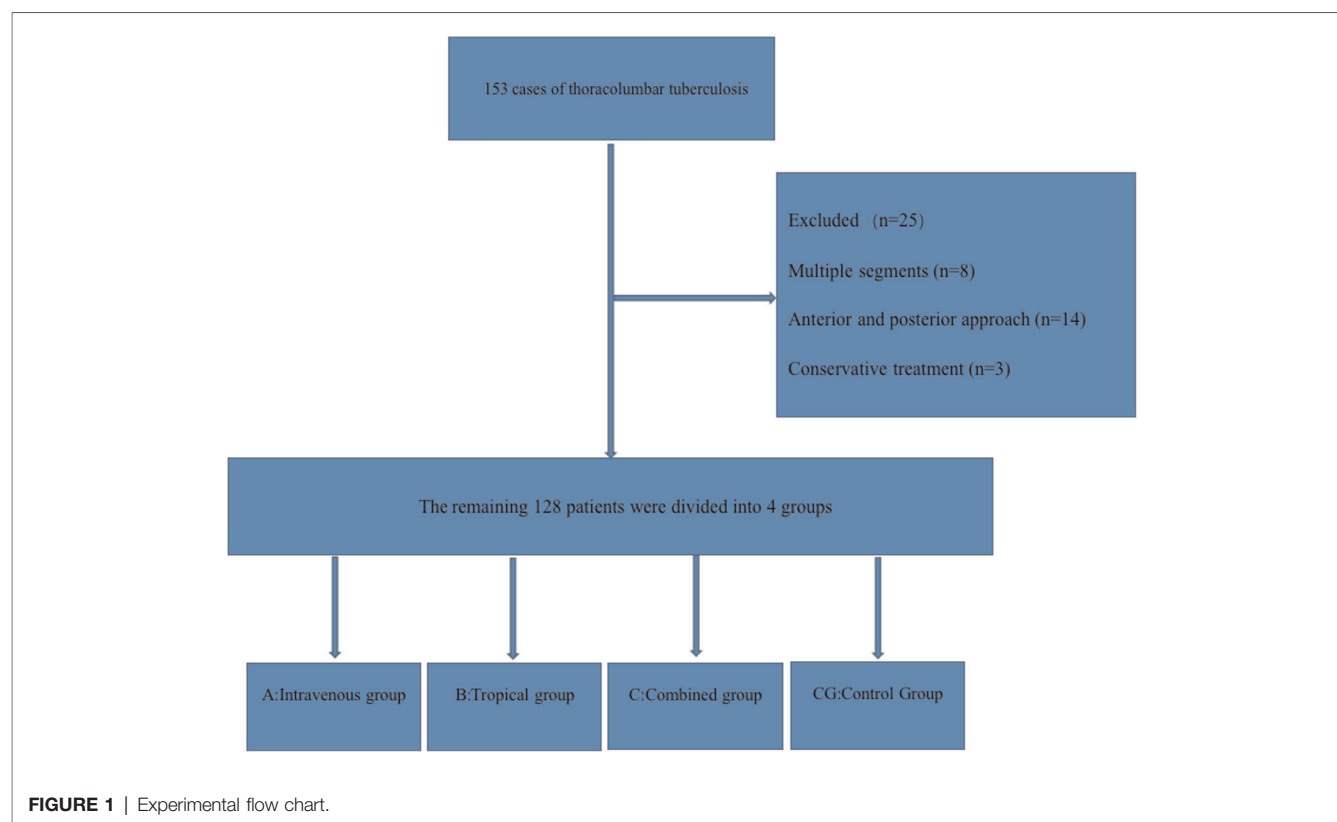 153 cases of thoracolumbar tuberculosis
Excluded （n=25）
Multiple segments (n=8)
Anterior and posterior approach (n=14)
Conservative treatment (n=3)
The remaining 128 patients were divided into 4 groups
A:Intravenous group
B:Tropical group
C:Combined group
CG:Control Group
FIGURE 1 | Experimental flow chart.